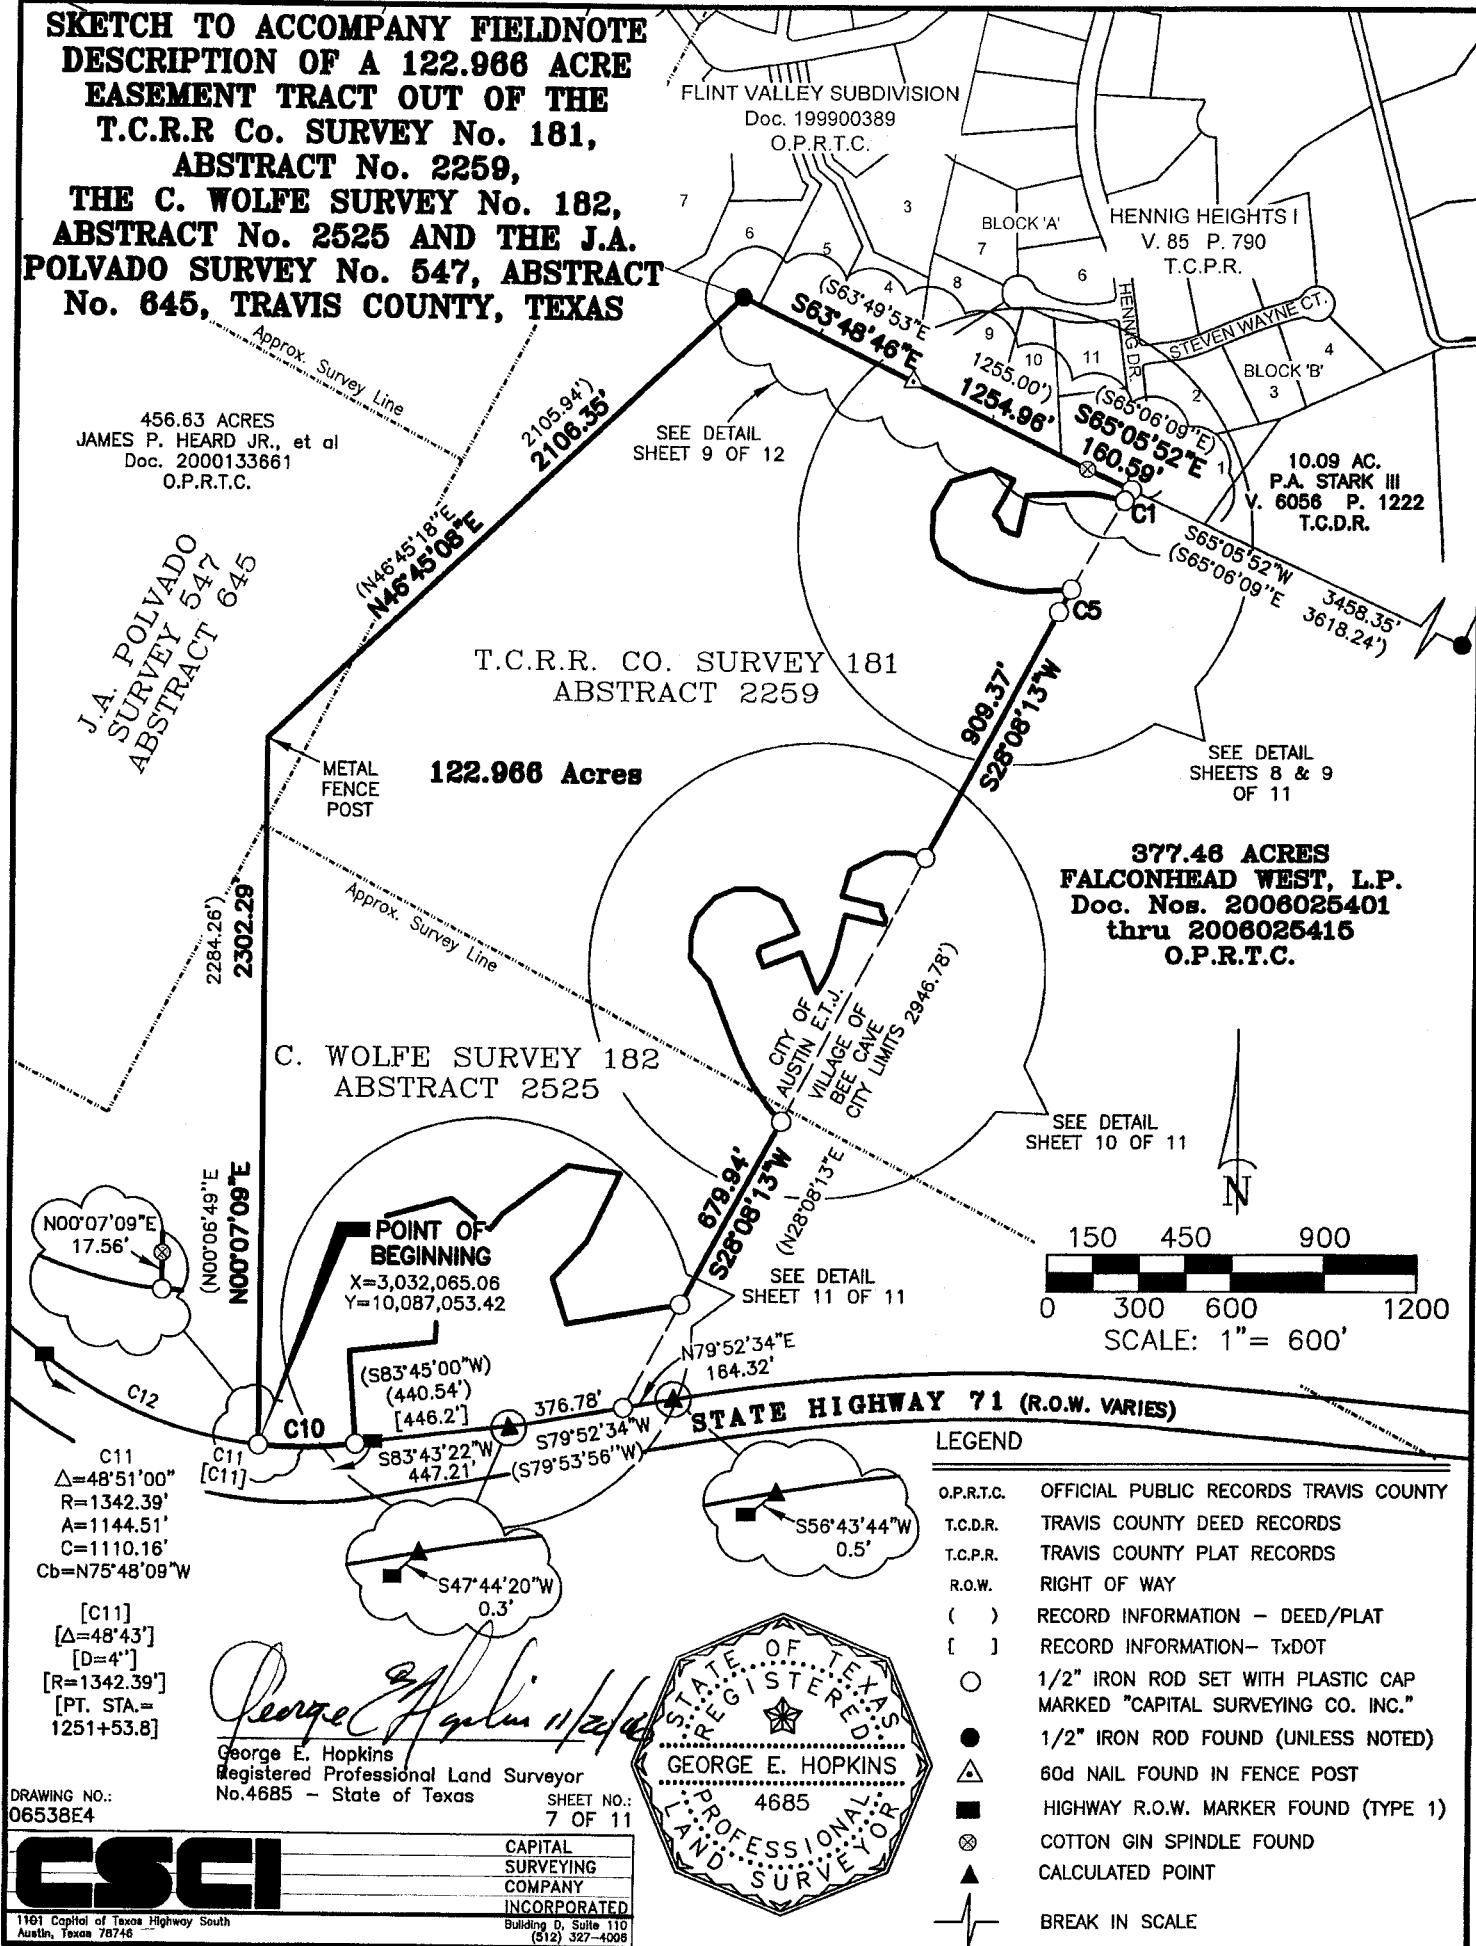 SKETCH TO ACCOMPANY FIELDNOTE
DESCRIPTION OF A 122.966 ACRE
EASEMENT TRACT OUT OF THE
T.C.R.R Co. SURVEY No. 181,
ABSTRACT No. 2259,
THE C. WOLFE SURVEY No. 182,
ABSTRACT No. 2525 AND THE J.A.
POLVADO SURVEY No. 547, ABSTRACT
No. 645, TRAVIS COUNTY, TEXAS
FLINT VALLEY SUBDIVISION
Doc. 199900389
O.P.R.T.C.
7
6
5
3
4
BLOCK 'A'
7
8
6
9
10
11
HENNIG HEIGHTS I
V. 85 P. 790
T.C.P.R.
HENNIG DR.
STEVEN WAYNE CT.
BLOCK 'B'
4
3
2
1
(S63°49'53"E
S63°48'46"E
1255.00')
1254.96'
(S65°06'09"E)
S65°05'52"E
160.59'
10.09 AC.
P.A. STARK III
V. 6056 P. 1222
T.C.D.R.
C1
S65°05'52"W 3458.35'
(S65°06'09"E 3618.24')
C5
Approx. Survey Line
456.63 ACRES
JAMES P. HEARD JR., et al
Doc. 2000133661
O.P.R.T.C.
2105.94')
2106.35'
(N46°45'18"E
N46°45'08"E
SEE DETAIL
SHEET 9 OF 12
J.A. POLVADO
SURVEY 547
ABSTRACT 645
T.C.R.R. CO. SURVEY 181
ABSTRACT 2259
909.37'
S28°08'13"W
SEE DETAIL
SHEETS 8 & 9
OF 11
METAL
FENCE
POST
122.966 Acres
377.46 ACRES
FALCONHEAD WEST, L.P.
Doc. Nos. 2006025401
thru 2006025415
O.P.R.T.C.
2284.26')
2302.29'
Approx. Survey Line
CITY OF
AUSTIN E.T.J.
VILLAGE OF
BEE CAVE
CITY LIMITS
2946.78')
C. WOLFE SURVEY 182
ABSTRACT 2525
SEE DETAIL
SHEET 10 OF 11
(N00°06'49"E
N00°07'09"E
N00°07'09"E
17.56'
679.94'
S28°08'13"W
(N28°08'13"E
N
POINT OF
BEGINNING
X=3,032,065.06
Y=10,087,053.42
SEE DETAIL
SHEET 11 OF 11
150 450 900
0 300 600 1200
SCALE: 1"= 600'
N79°52'34"E
184.32'
(S83°45'00"W)
(440.54')
[446.2']
376.78'
C12
C10
C11
[C11]
S83°43'22"W
447.21'
S79°52'34"W
(S79°53'56"W)
STATE HIGHWAY 71 (R.O.W. VARIES)
C11
Δ=48°51'00"
R=1342.39'
A=1144.51'
C=1110.16'
Cb=N75°48'09"W
[C11]
[Δ=48°43']
[D=4°']
[R=1342.39']
[PT. STA.=
1251+53.8]
S47°44'20"W
0.3'
S56°43'44"W
0.5'
LEGEND
O.P.R.T.C. OFFICIAL PUBLIC RECORDS TRAVIS COUNTY
T.C.D.R. TRAVIS COUNTY DEED RECORDS
T.C.P.R. TRAVIS COUNTY PLAT RECORDS
R.O.W. RIGHT OF WAY
( ) RECORD INFORMATION – DEED/PLAT
[ ] RECORD INFORMATION– TxDOT
1/2" IRON ROD SET WITH PLASTIC CAP
MARKED "CAPITAL SURVEYING CO. INC."
1/2" IRON ROD FOUND (UNLESS NOTED)
60d NAIL FOUND IN FENCE POST
HIGHWAY R.O.W. MARKER FOUND (TYPE 1)
COTTON GIN SPINDLE FOUND
CALCULATED POINT
BREAK IN SCALE
George E Hopkins
George E. Hopkins
Registered Professional Land Surveyor
No.4685 – State of Texas
STATE OF TEXAS
REGISTERED
GEORGE E. HOPKINS
4685
PROFESSIONAL
LAND SURVEYOR
DRAWING NO.:
06538E4
SHEET NO.:
7 OF 11
CSCI
CAPITAL
SURVEYING
COMPANY
INCORPORATED
1101 Capital of Texas Highway South
Austin, Texas 78746
Building D, Suite 110
(512) 327-4006